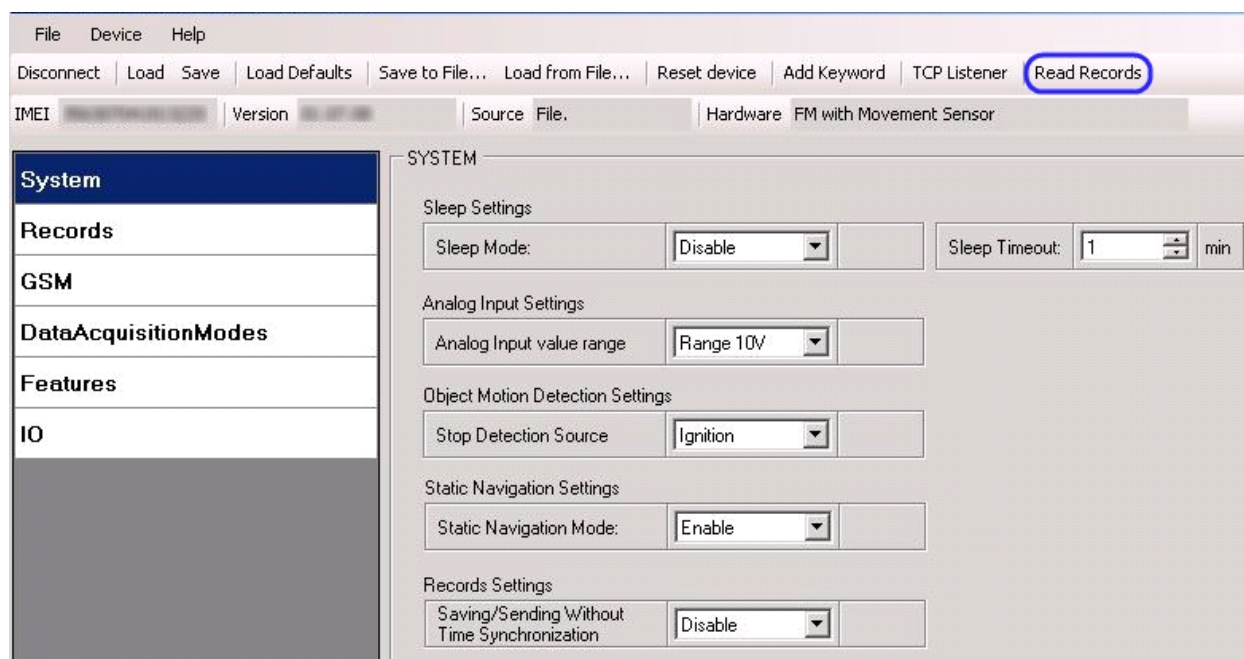 File Device Help
Disconnect Load Save Load Defaults Save to File... Load from File... Reset device Add Keyword TCP Listener Read Records
IMEI Version Source File. Hardware FM with Movement Sensor
System
Records
GSM
DataAcquisitionModes
Features
IO
SYSTEM
Sleep Settings
Sleep Mode: Disable Sleep Timeout: 1 min
Analog Input Settings
Analog Input value range Range 10V
Object Motion Detection Settings
Stop Detection Source Ignition
Static Navigation Settings
Static Navigation Mode: Enable
Records Settings
Saving/Sending Without
Time Synchronization Disable